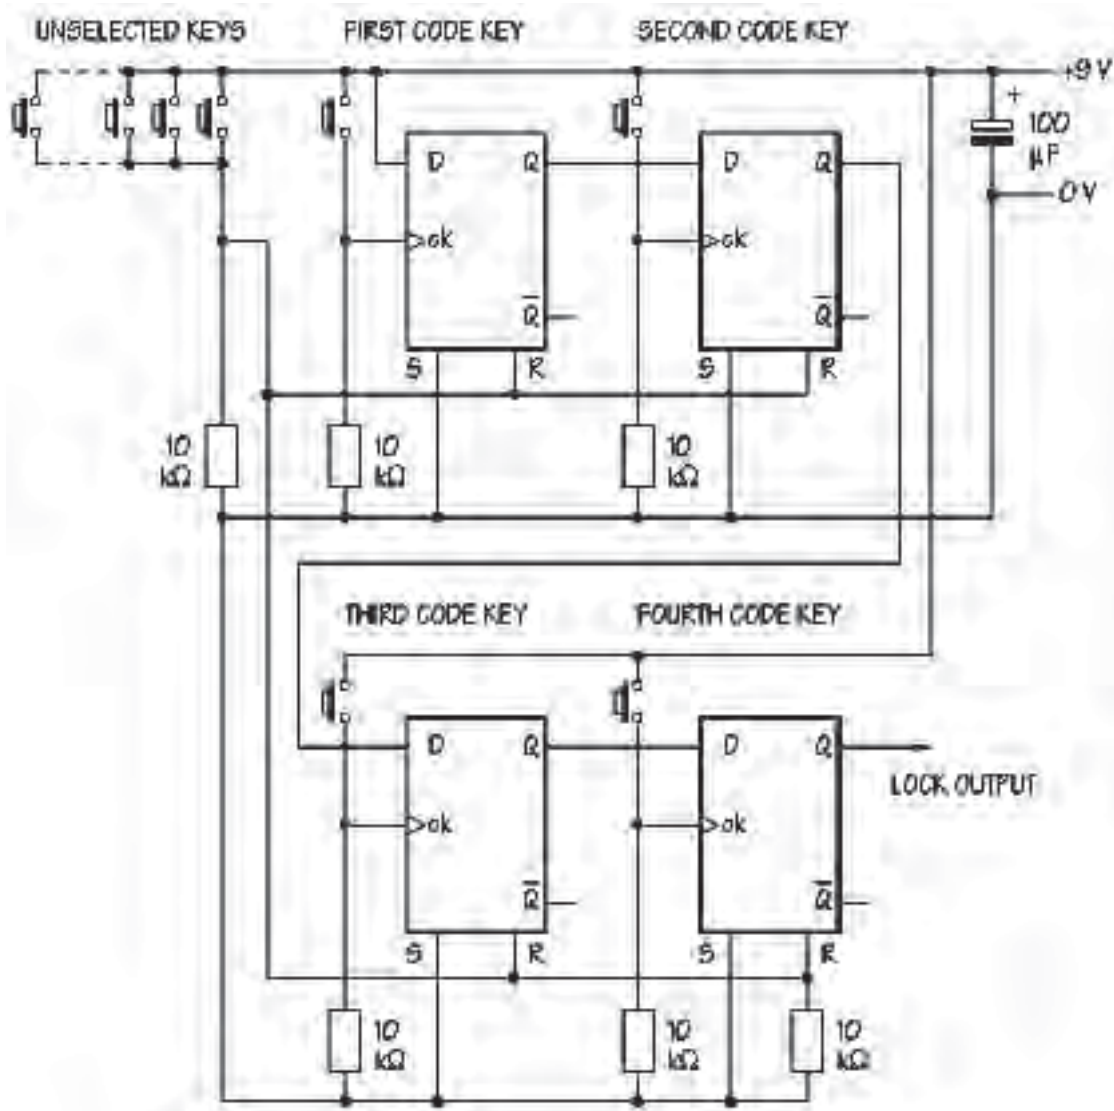 UNSELECTED KEYS FIRST CODE KEY SECOND CODE KEY
+9 V
+
100
µF
0 V
D Q D Q
>ck >ck
Q̅ Q̅
S R S R
10
kΩ
10
kΩ
10
kΩ
THIRD CODE KEY FOURTH CODE KEY
D Q D Q
LOCK OUTPUT
>ck >ck
Q̅ Q̅
S R S R
10
kΩ
10
kΩ
10
kΩ